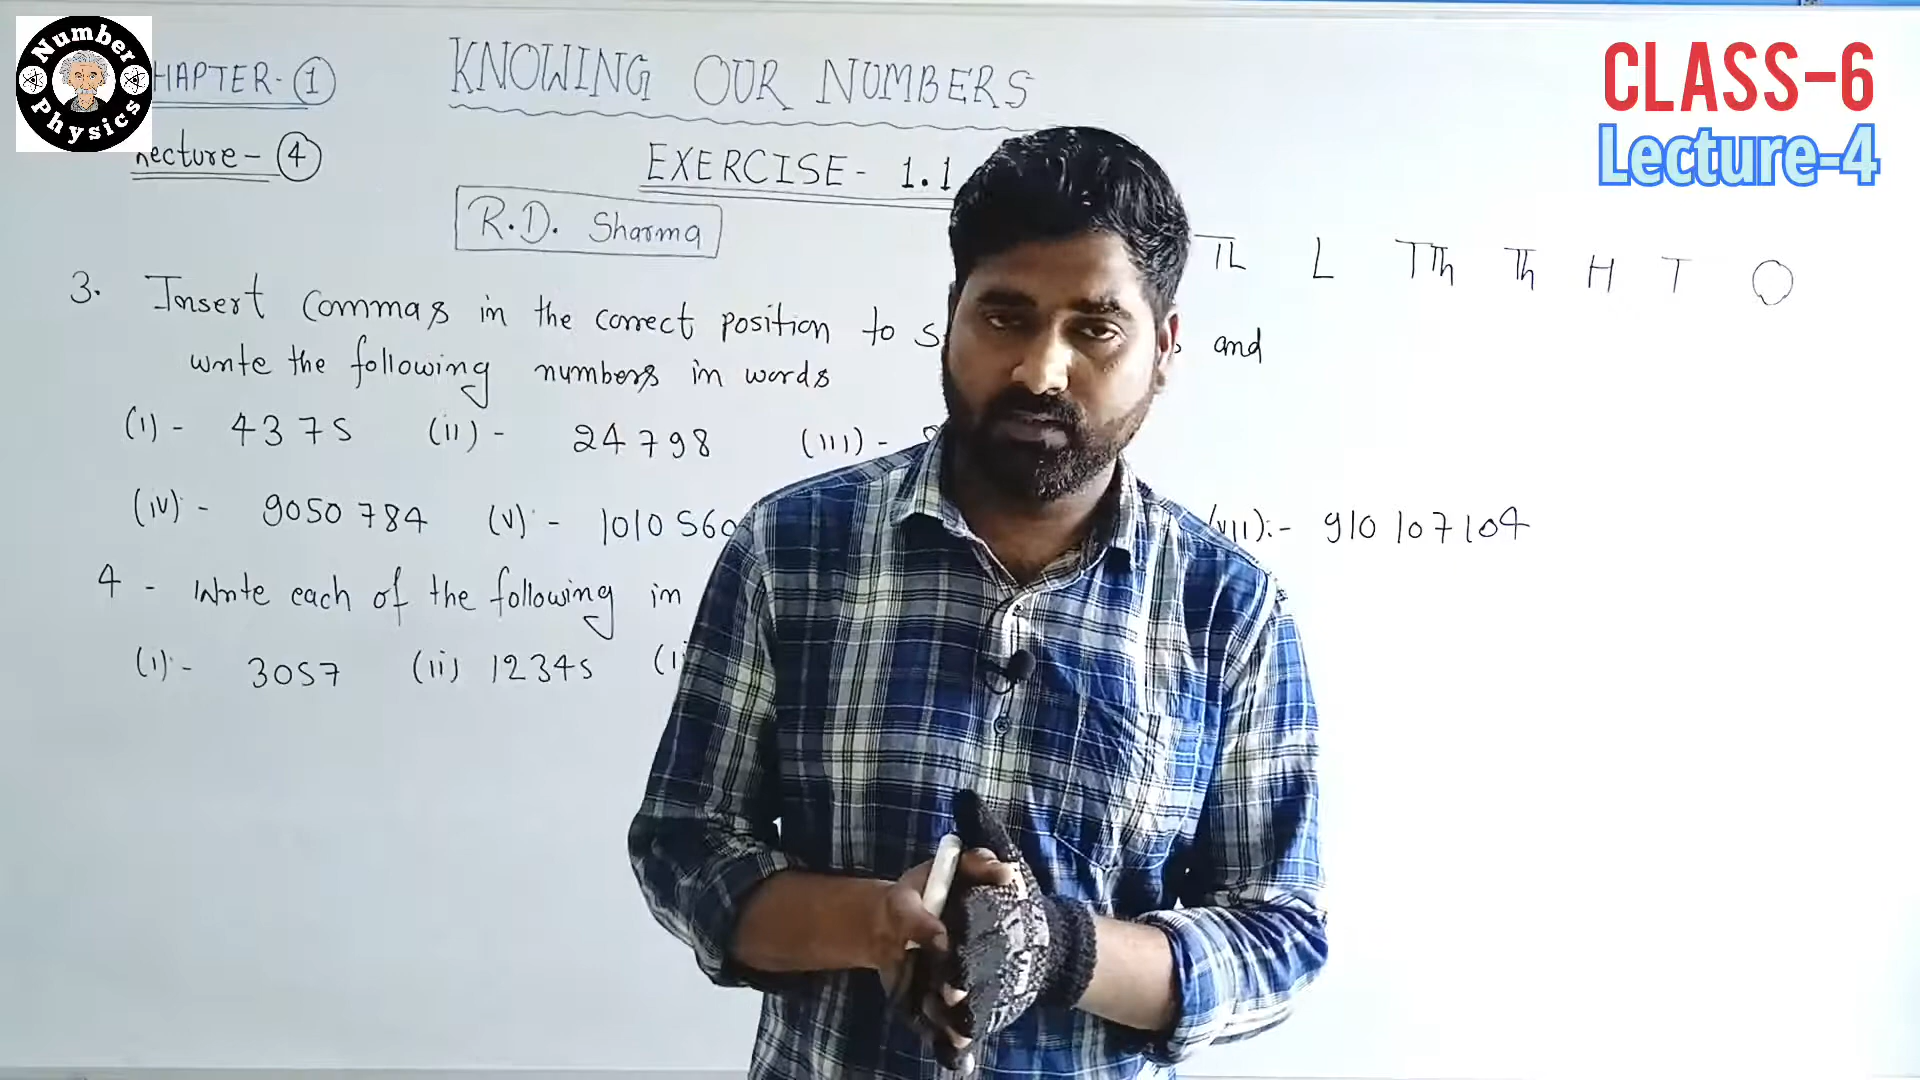 Number Physics
HAPTER- 1
KNOWING OUR NUMBERS
CLASS-6
Lecture-4
Lecture- 4
EXERCISE- 1.1
R.D. Sharma
TL L TTh Th H T O
3. Insert Commas in the correct position to and
write the following numbers in words
(i)- 4375 (ii)- 24798 (iii)-
(iv)- 9050784 (v)- 1010560 (vii):- 910107104
4 - Write each of the following in
(i)- 3057 (ii) 12345